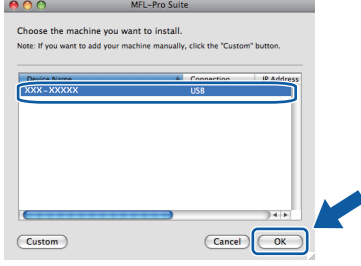 MFL-Pro Suite
Choose the machine you want to install.
Note: If you want to add your machine manually, click the "Custom" button.
Device Name Connection IP Address
XXX-XXXXX USB
Custom Cancel OK